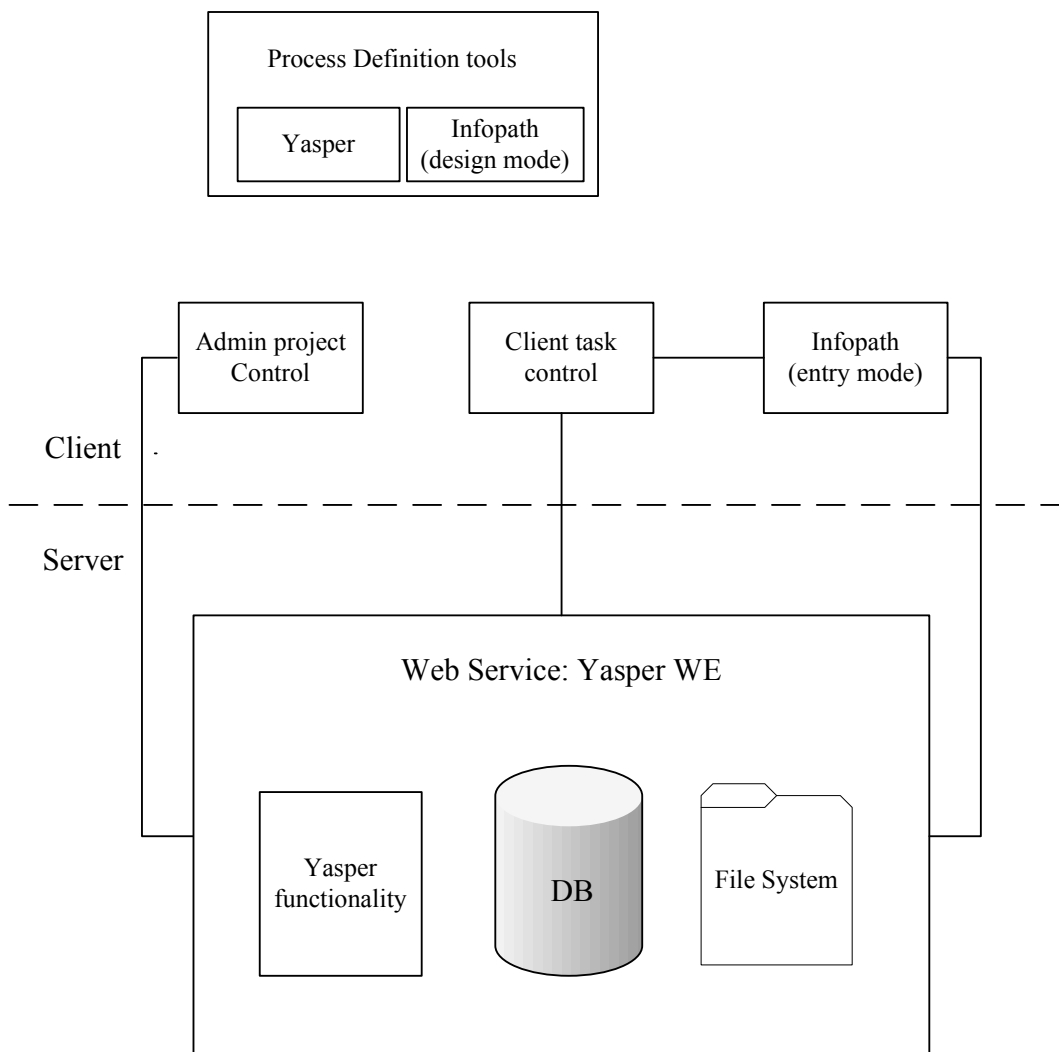 Process Definition tools
Yasper
Infopath
(design mode)
Admin project
Control
Client task
control
Infopath
(entry mode)
Client
Server
Web Service: Yasper WE
Yasper
functionality
DB
File System